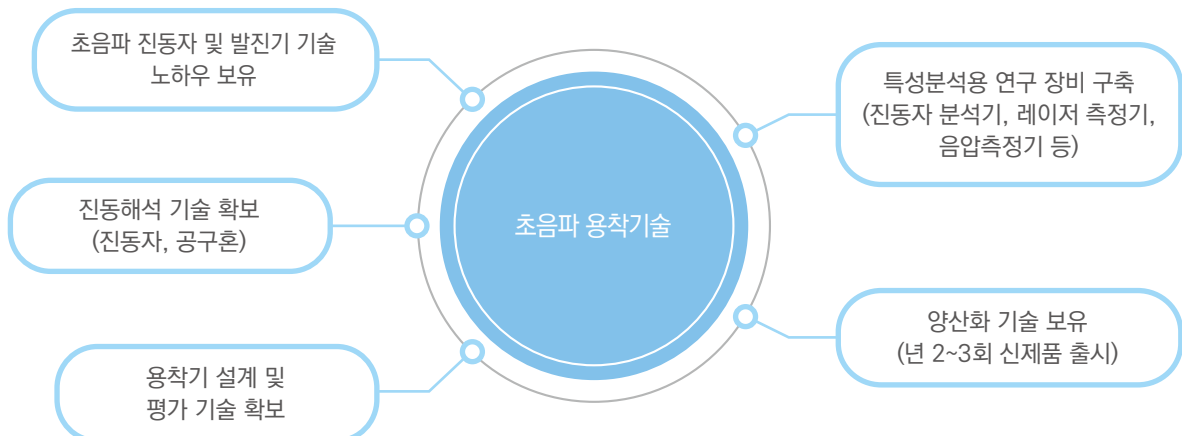 초음파 진동자 및 발진기 기술
노하우 보유
진동해석 기술 확보
(진동자, 공구혼)
용착기 설계 및
평가 기술 확보
초음파 용착기술
특성분석용 연구 장비 구축
(진동자 분석기, 레이저 측정기,
음압측정기 등)
양산화 기술 보유
(년 2~3회 신제품 출시)